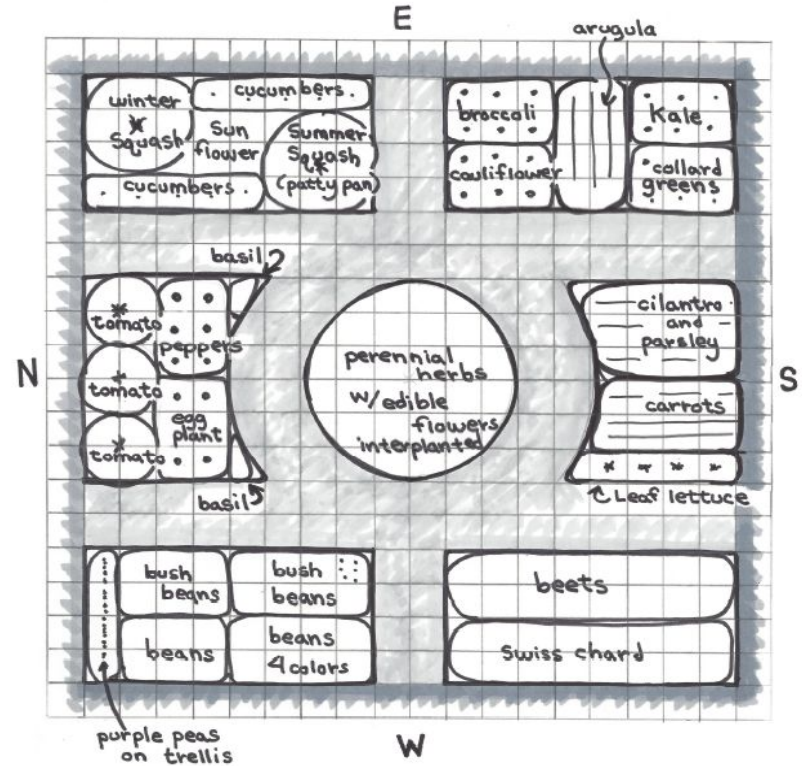 E
arugula
winter
Squash
cucumbers
Sun
flower
Summer
Squash
(patty pan)
cucumbers
broccoli
cauliflower
Kale
collard
greens
basil
tomato
tomato
tomato
peppers
egg
plant
basil
N
perennial
herbs
w/edible
flowers
interplanted
cilantro
and
parsley
carrots
Leaf lettuce
S
bush
beans
bush
beans
beans
beans
4 colors
purple peas
on trellis
beets
Swiss chard
W